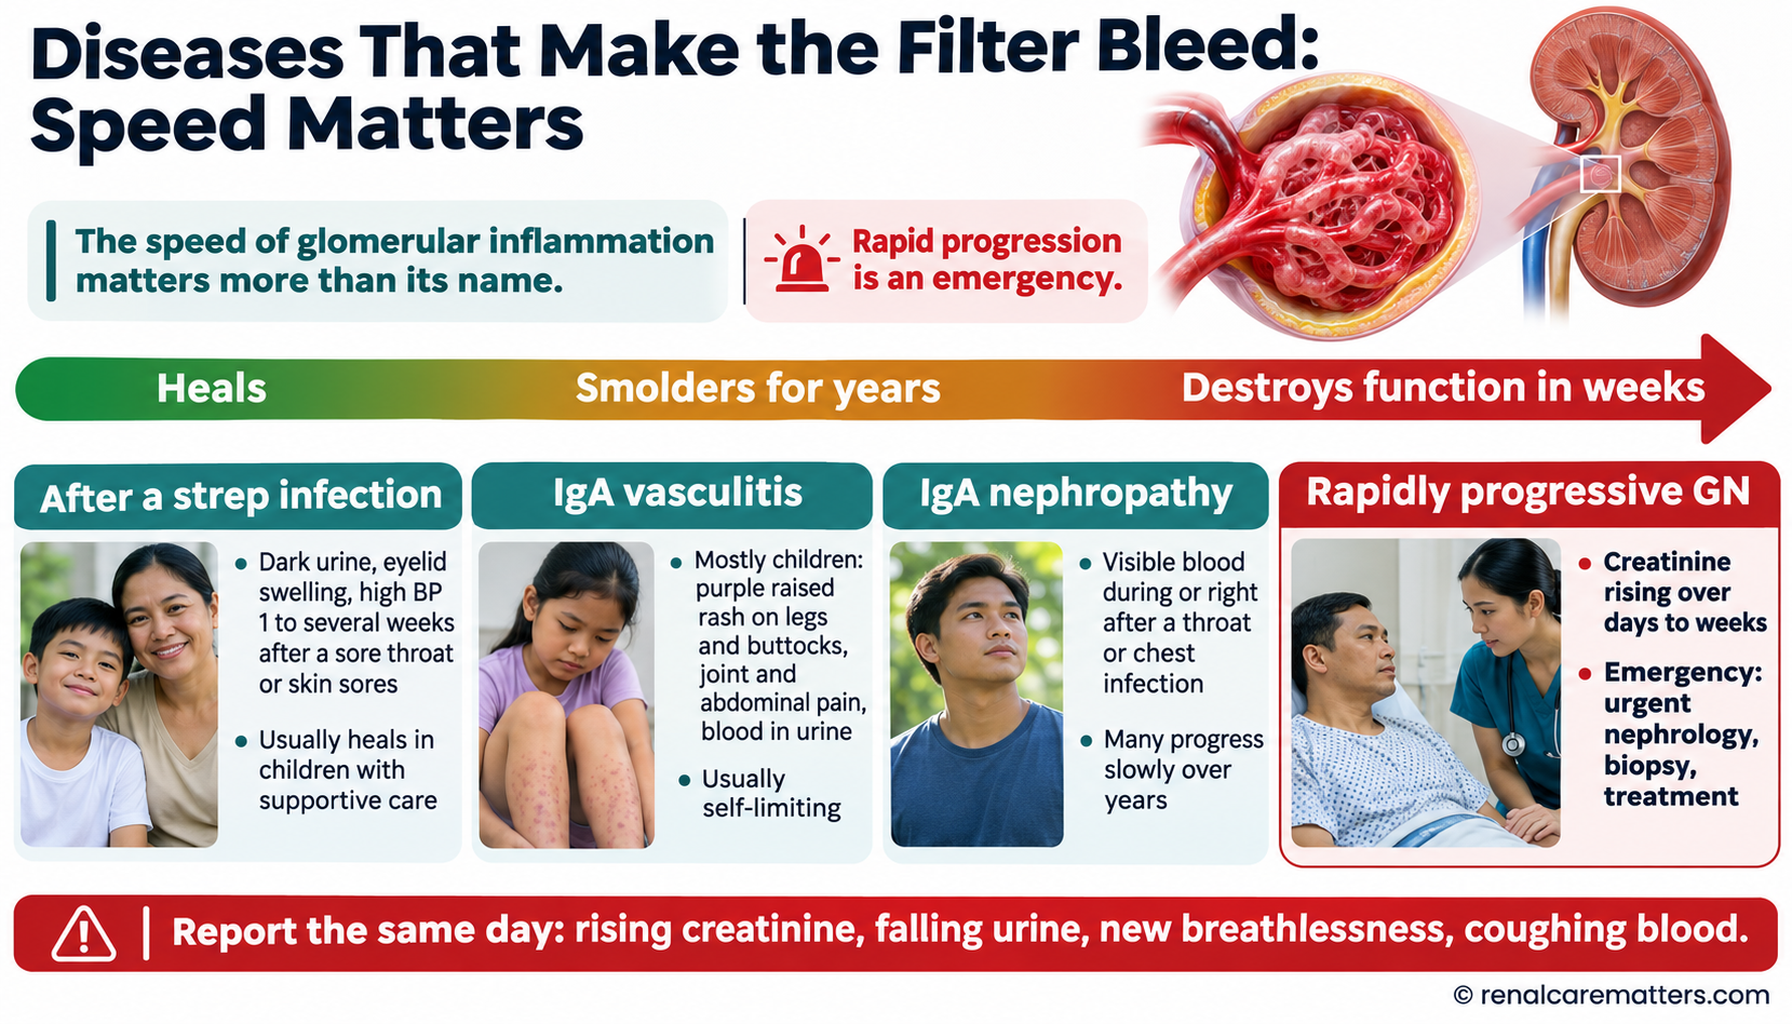 Diseases That Make the Filter Bleed:
Speed Matters
The speed of glomerular inflammation
matters more than its name.
Rapid progression
is an emergency.
Heals
Smolders for years
Destroys function in weeks
After a strep infection
• Dark urine, eyelid
swelling, high BP
1 to several weeks
after a sore throat
or skin sores
• Usually heals in
children with
supportive care
IgA vasculitis
• Mostly children:
purple raised
rash on legs
and buttocks,
joint and
abdominal pain,
blood in urine
• Usually
self-limiting
IgA nephropathy
• Visible blood
during or right
after a throat
or chest
infection
• Many progress
slowly over
years
Rapidly progressive GN
• Creatinine
rising over
days to weeks
• Emergency:
urgent
nephrology,
biopsy,
treatment
Report the same day: rising creatinine, falling urine, new breathlessness, coughing blood.
© renalcarematters.com